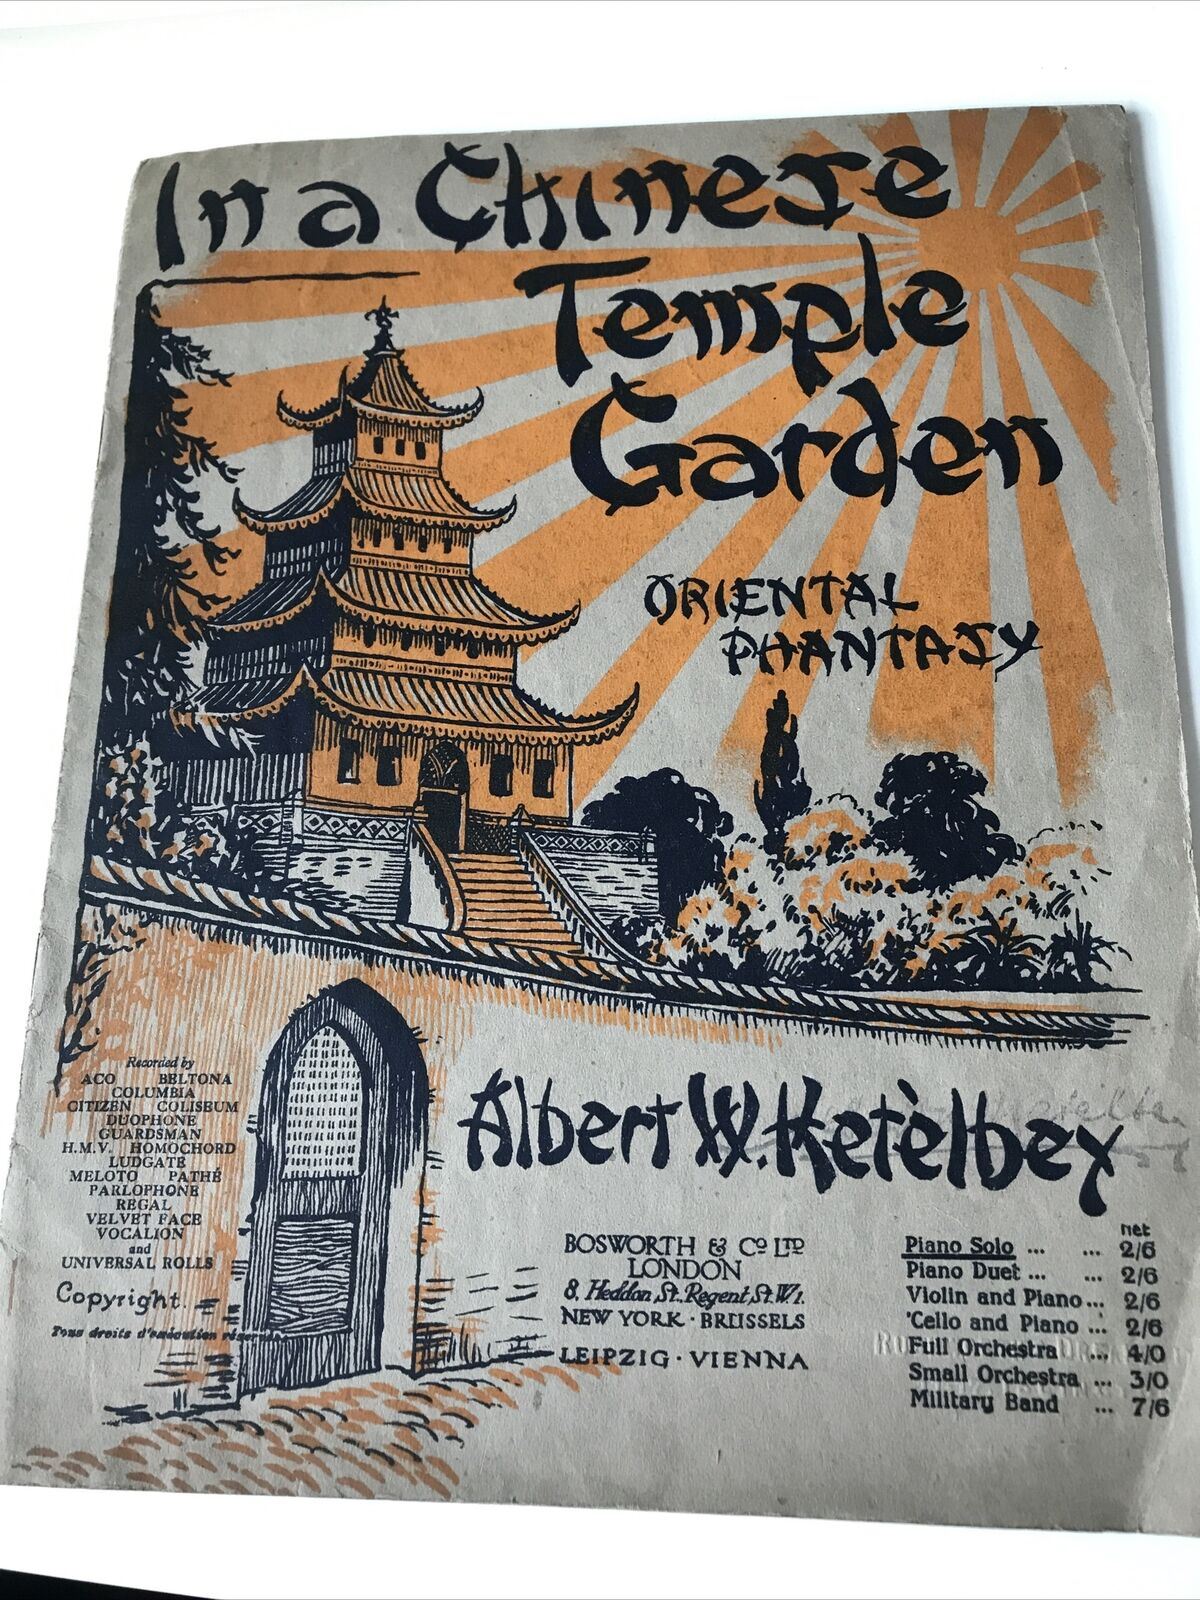 In a Chinese
Temple
Garden
ORIENTAL
PHANTASY
Recorded by
ACO BELTONA
COLUMBIA
CITIZEN COLISEUM
DUOPHONE
GUARDSMAN
H.M.V. HOMOCHORD
LUDGATE
MELOTO PATHÉ
PARLOPHONE
REGAL
VELVET FACE
VOCALION
and
UNIVERSAL ROLLS
Copyright.
Tous droits d'exécution réservés
Albert W. Ketèlbey
BOSWORTH & Co LTD
LONDON
8, Heddon St., Regent St. W1.
NEW YORK · BRUSSELS
LEIPZIG · VIENNA
net
Piano Solo ... ... 2/6
Piano Duet ... ... 2/6
Violin and Piano ... 2/6
'Cello and Piano ... 2/6
Full Orchestra ... 4/0
Small Orchestra ... 3/0
Military Band ... 7/6